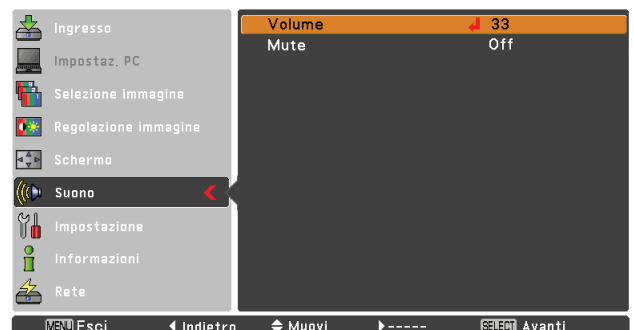 Ingresso
Impostaz. PC
Selezione immagine
Regolazione immagine
Schermo
Suono
Impostazione
Informazioni
Rete
Volume 33
Mute Off
MENU Esci Indietro Muovi ----- SELECT Avanti